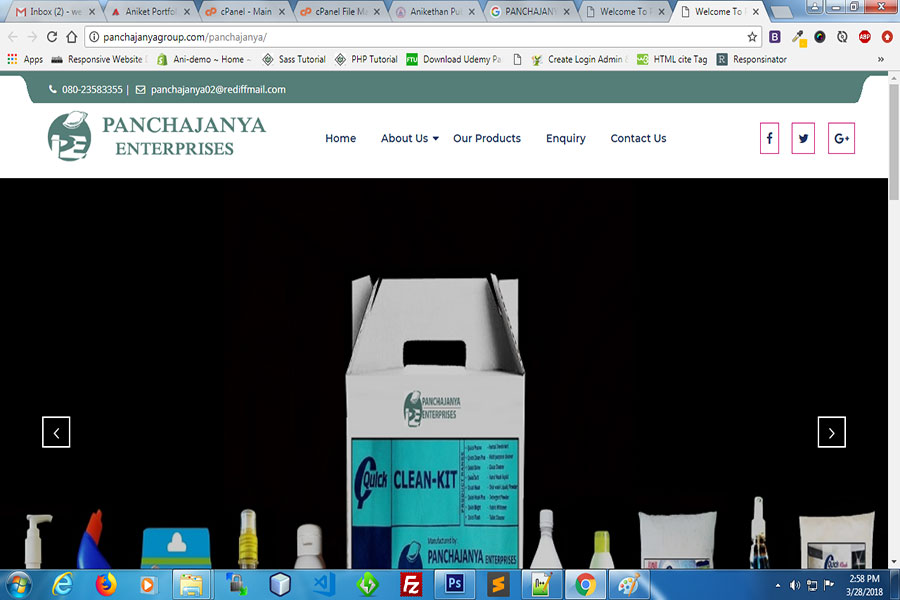 Inbox (2) - we
Aniket Portfol
cPanel - Main
cPanel File M
Anikethan Pu
PANCHAJAN
Welcome To
Welcome To
panchajanyagroup.com/panchajanya/
Apps
Responsive Website
Ani-demo ~ Home -
Sass Tutorial
PHP Tutorial
Download Udemy Pa
Create Login Admin
HTML cite Tag
Responsinator
»
080-23583355 | panchajanya02@rediffmail.com
PANCHAJANYA
ENTERPRISES
Home
About Us
Our Products
Enquiry
Contact Us
PANCHAJANYA
ENTERPRISES
Quick
CLEAN-KIT
Manufactured by:
PANCHAJANYA
ENTERPRISES
2:58 PM
3/28/2018